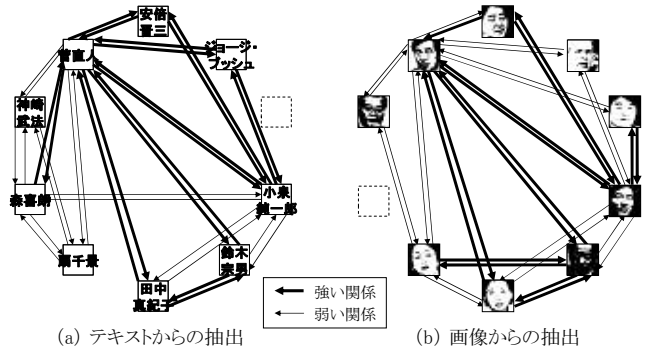 安倍
晋三
菅直人
ジョージ・
ブッシュ
神崎
武法
森喜朗
小泉
純一郎
扇千景
鈴木
宗男
田中
真紀子
強い関係
弱い関係
(a) テキストからの抽出
(b) 画像からの抽出